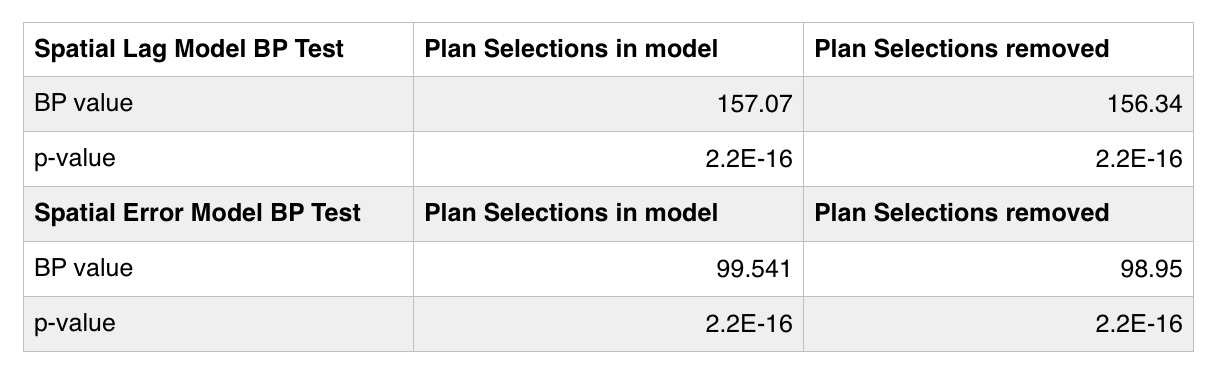 Spatial Lag Model BP Test Plan Selections in model Plan Selections removed
BP value 157.07 156.34
p-value 2.2E-16 2.2E-16
Spatial Error Model BP Test Plan Selections in model Plan Selections removed
BP value 99.541 98.95
p-value 2.2E-16 2.2E-16